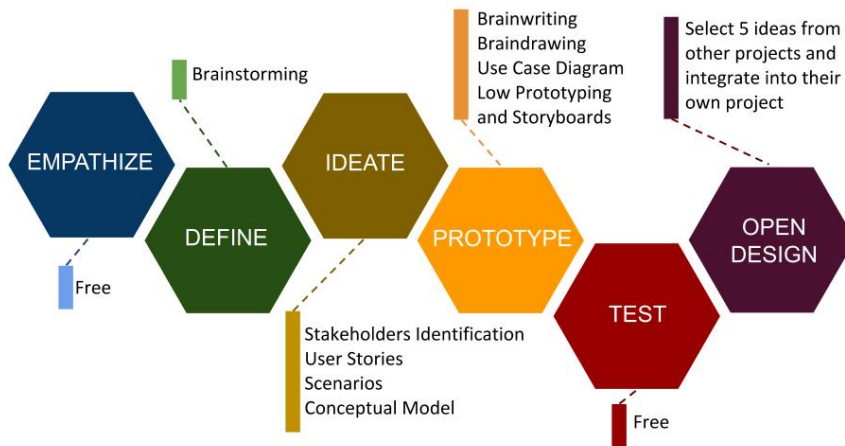 EMPATHIZE
Free
Brainstorming
DEFINE
IDEATE
Stakeholders Identification
User Stories
Scenarios
Conceptual Model
Brainwriting
Braindrawing
Use Case Diagram
Low Prototyping
and Storyboards
PROTOTYPE
TEST
Free
Select 5 ideas from
other projects and
integrate into their
own project
OPEN
DESIGN